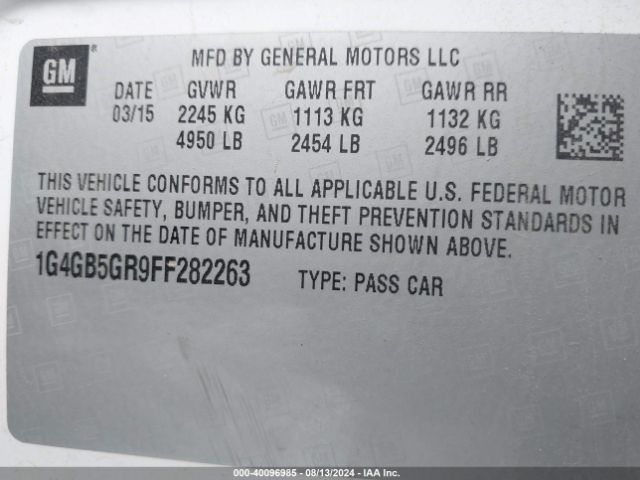 GM ®
MFD BY GENERAL MOTORS LLC
DATE GVWR GAWR FRT GAWR RR
03/15 2245 KG 1113 KG 1132 KG
4950 LB 2454 LB 2496 LB
THIS VEHICLE CONFORMS TO ALL APPLICABLE U.S. FEDERAL MOTOR
VEHICLE SAFETY, BUMPER, AND THEFT PREVENTION STANDARDS IN
EFFECT ON THE DATE OF MANUFACTURE SHOWN ABOVE.
1G4GB5GR9FF282263 TYPE: PASS CAR
000-40096985 - 08/13/2024 - IAA Inc.